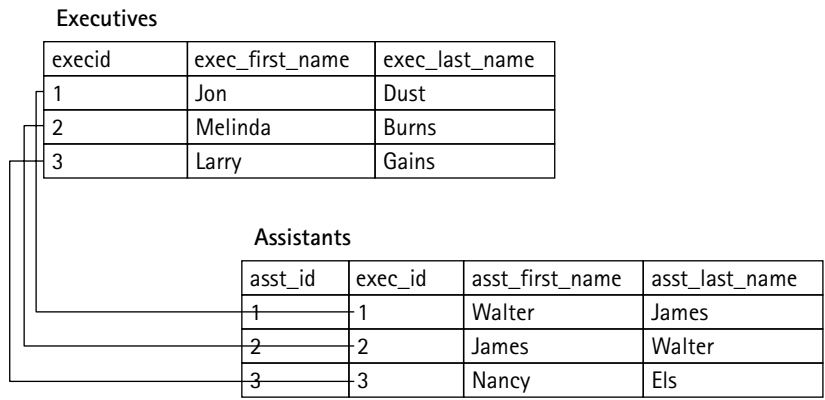 Executives
execid exec_first_name exec_last_name
1 Jon Dust
2 Melinda Burns
3 Larry Gains
Assistants
asst_id exec_id asst_first_name asst_last_name
1 1 Walter James
2 2 James Walter
3 3 Nancy Els